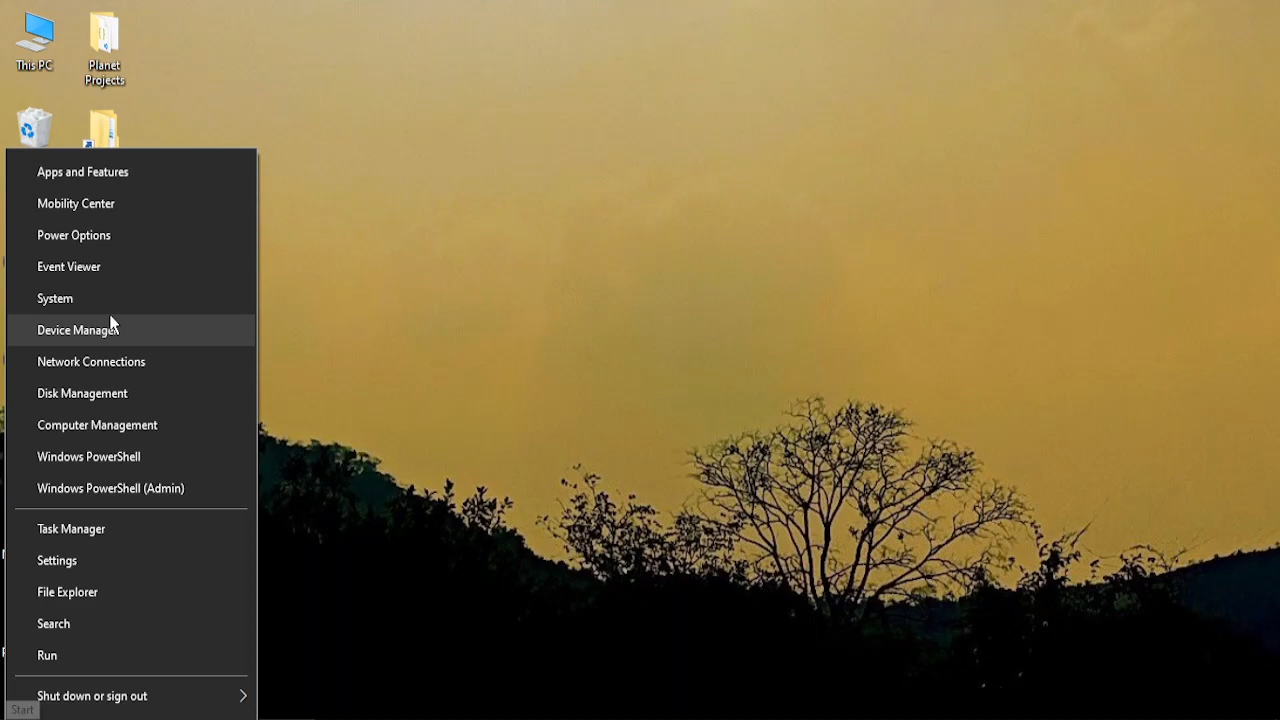 This PC
Planet
Projects
Apps and Features
Mobility Center
Power Options
Event Viewer
System
Device Manager
Network Connections
Disk Management
Computer Management
Windows PowerShell
Windows PowerShell (Admin)
Task Manager
Settings
File Explorer
Search
Run
Shut down or sign out
Start